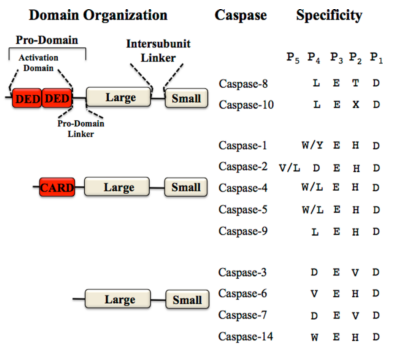 Domain Organization Caspase Specificity
Pro-Domain
Activation
Domain
Intersubunit
Linker
P5 P4 P3 P2 P1
DED DED Large Small
Pro-Domain
Linker
Caspase-8 L E T D
Caspase-10 L E X D
Caspase-1 W/Y E H D
Caspase-2 V/L D E H D
CARD Large Small
Caspase-4 W/L E H D
Caspase-5 W/L E H D
Caspase-9 L E H D
Caspase-3 D E V D
Caspase-6 V E H D
Large Small
Caspase-7 D E V D
Caspase-14 W E H D